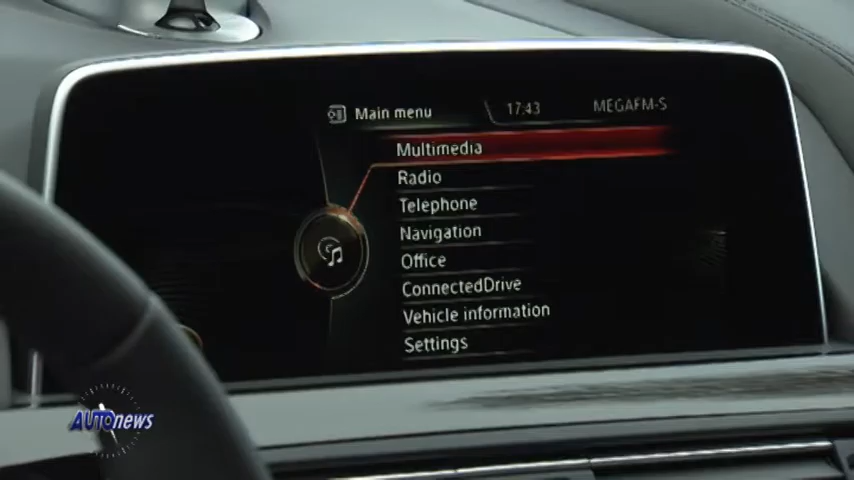 Main menu 17:43 MEGAFM-S
Multimedia
Radio
Telephone
Navigation
Office
ConnectedDrive
Vehicle information
Settings
AUTOnews